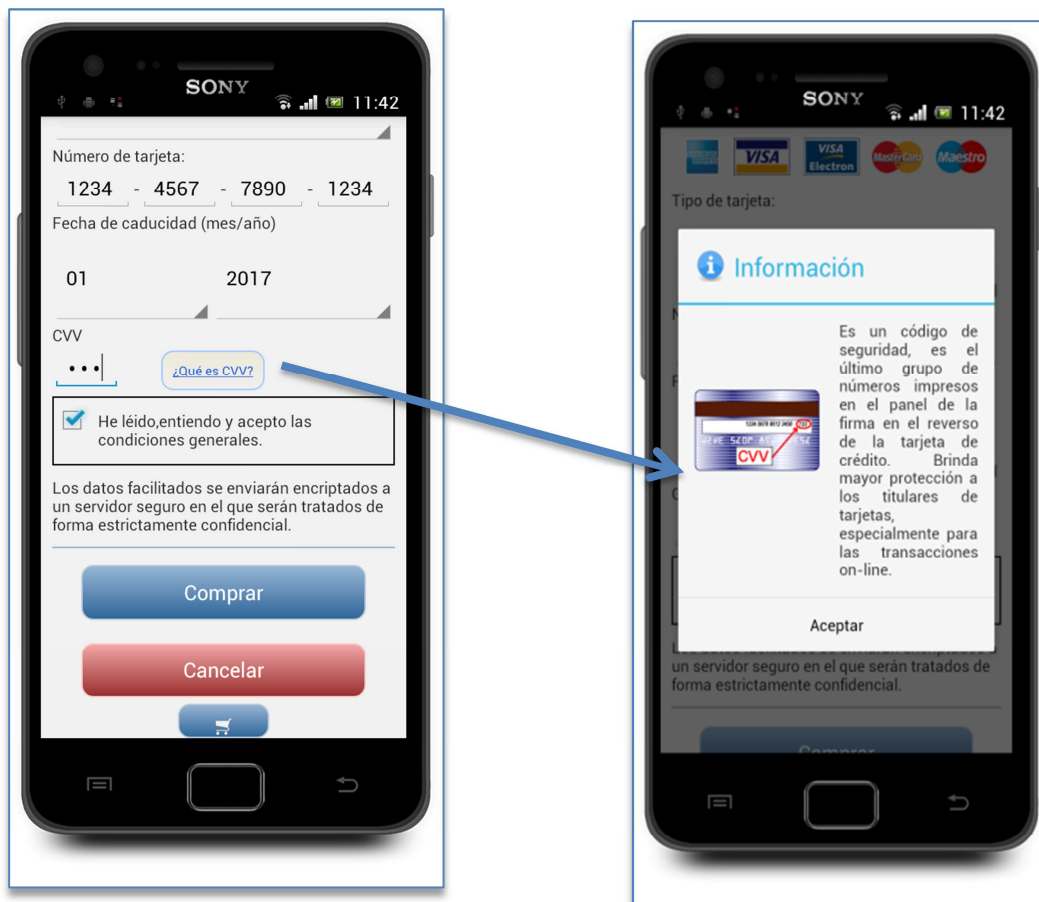 SONY
11:42
Número de tarjeta:
1234 - 4567 - 7890 - 1234
Fecha de caducidad (mes/año)
01 2017
CVV
¿Qué es CVV?
He léido,entiendo y acepto las
condiciones generales.
Los datos facilitados se enviarán encriptados a
un servidor seguro en el que serán tratados de
forma estrictamente confidencial.
Comprar
Cancelar
SONY
11:42
VISA
VISA
Electron
MasterCard
Maestro
Tipo de tarjeta:
Información
Es un código de
seguridad, es el
último grupo de
números impresos
en el panel de la
firma en el reverso
de la tarjeta de
crédito. Brinda
mayor protección a
los titulares de
tarjetas,
especialmente para
las transacciones
on-line.
CVV
Aceptar
un servidor seguro en el que serán tratados de
forma estrictamente confidencial.
Comprar